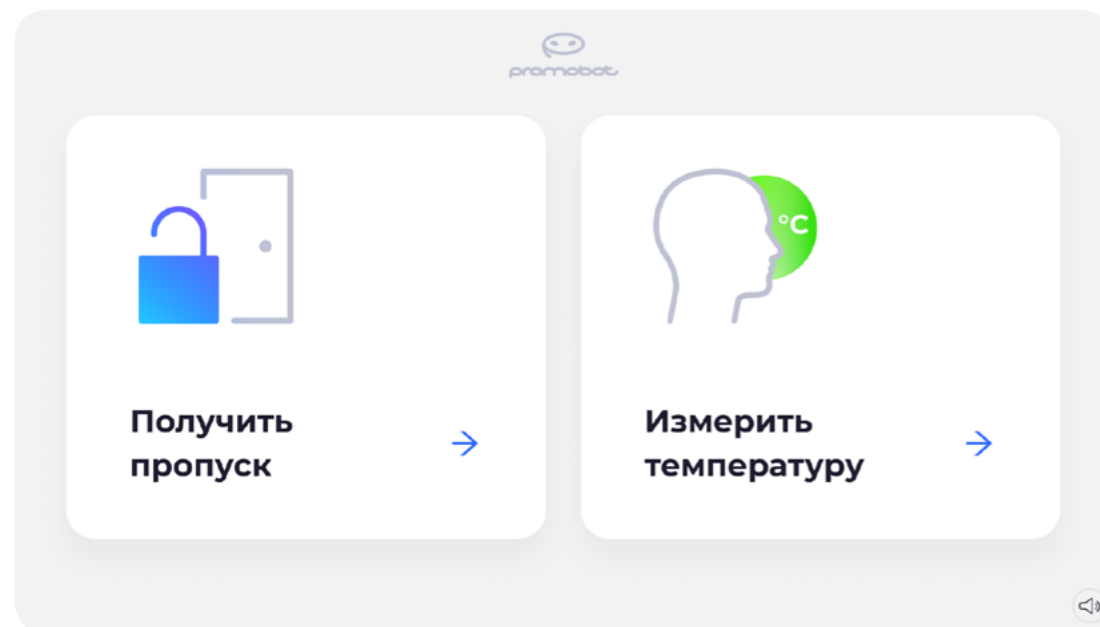 promobot
°C
Получить
пропуск
Измерить
температуру